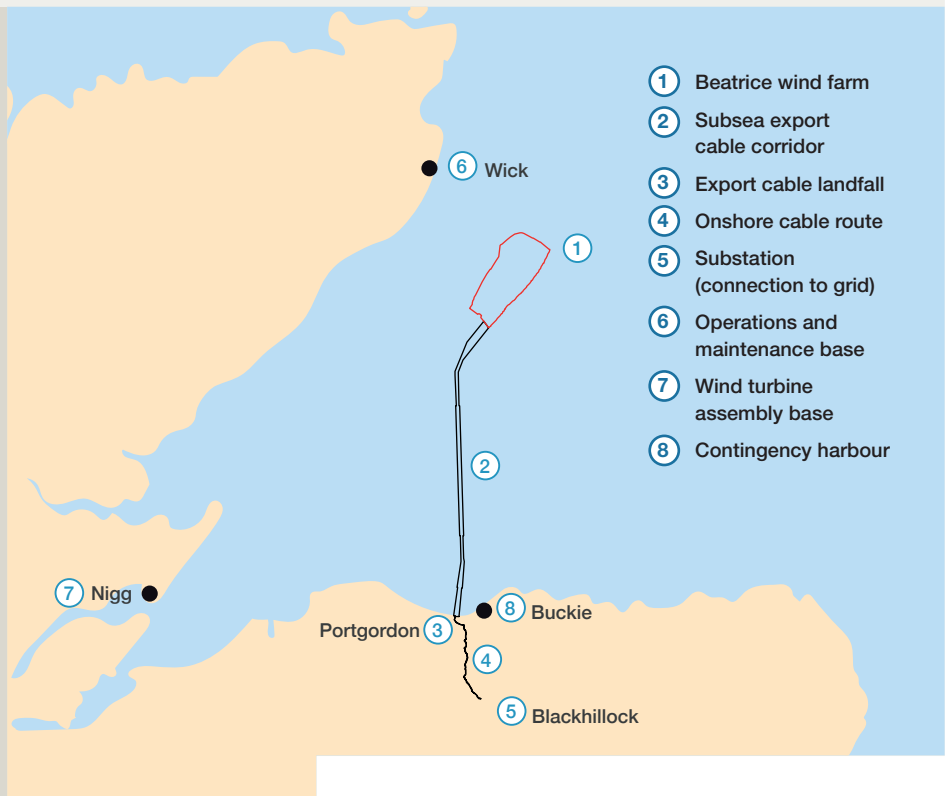 1 Beatrice wind farm
2 Subsea export
cable corridor
3 Export cable landfall
4 Onshore cable route
5 Substation
(connection to grid)
6 Operations and
maintenance base
7 Wind turbine
assembly base
8 Contingency harbour
6 Wick
1
2
7 Nigg
8 Buckie
Portgordon 3
4
5 Blackhillock